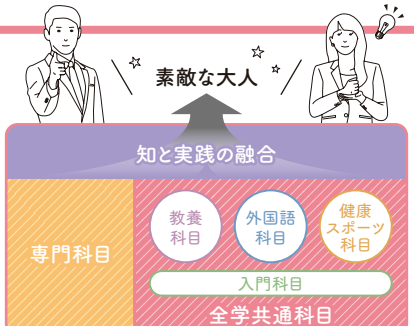 素敵な大人
知と実践の融合
専門科目
教養
科目
外国語
科目
健康
スポーツ
科目
入門科目
全学共通科目